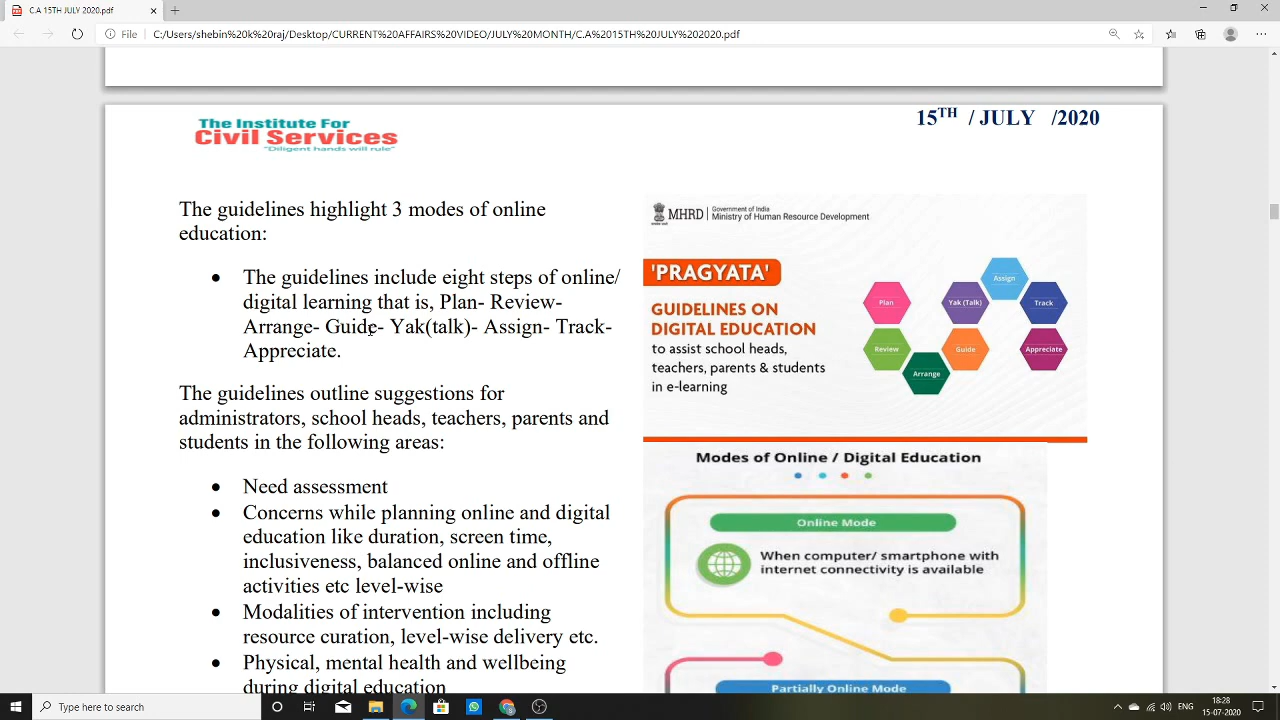 C.A 15TH JULY 2020.pdf
File
C:/Users/shebin%20k%20raj/Desktop/CURRENT%20AFFAIRS%20VIDEO/JULY%20MONTH/C.A%2015TH%20JULY%202020.pdf
The Institute For
Civil Services
"Diligent hands will rule"
15TH / JULY /2020
The guidelines highlight 3 modes of online
education:
• The guidelines include eight steps of online/
digital learning that is, Plan- Review-
Arrange- Guide- Yak(talk)- Assign- Track-
Appreciate.
The guidelines outline suggestions for
administrators, school heads, teachers, parents and
students in the following areas:
• Need assessment
• Concerns while planning online and digital
education like duration, screen time,
inclusiveness, balanced online and offline
activities etc level-wise
• Modalities of intervention including
resource curation, level-wise delivery etc.
• Physical, mental health and wellbeing
during digital education
MHRD
Government of India
Ministry of Human Resource Development
'PRAGYATA'
GUIDELINES ON
DIGITAL EDUCATION
to assist school heads,
teachers, parents & students
in e-learning
Plan
Review
Arrange
Guide
Yak (Talk)
Assign
Track
Appreciate
Modes of Online / Digital Education
Online Mode
When computer/ smartphone with
internet connectivity is available
Partially Online Mode
Type here to search
ENG
18:28
15-07-2020